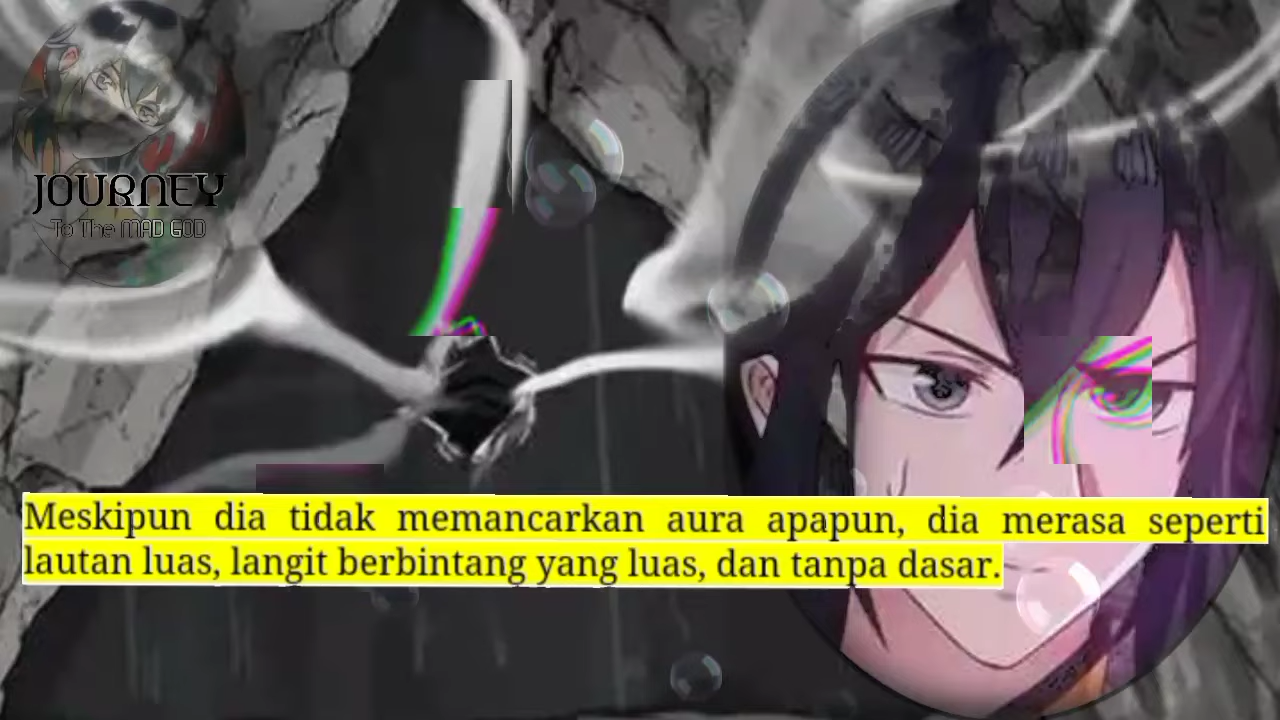 JOURNEY
To The MAD GOD
Meskipun dia tidak memancarkan aura apapun, dia merasa seperti
lautan luas, langit berbintang yang luas, dan tanpa dasar.